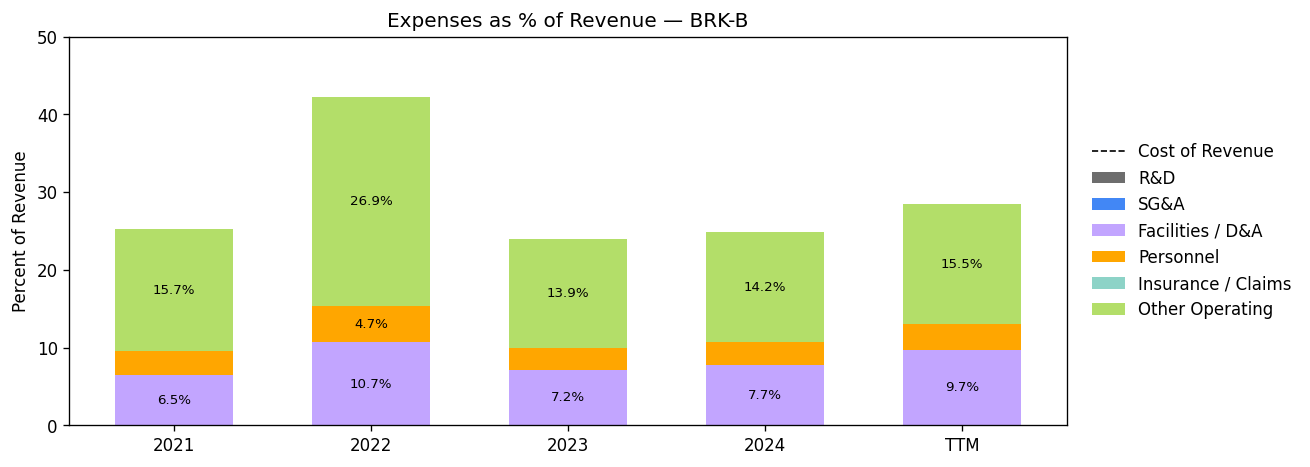 Expenses as % of Revenue — BRK-B
Percent of Revenue
50
40
30
20
10
0
15.7%
6.5%
26.9%
4.7%
10.7%
13.9%
7.2%
14.2%
7.7%
15.5%
9.7%
2021
2022
2023
2024
TTM
Cost of Revenue
R&D
SG&A
Facilities / D&A
Personnel
Insurance / Claims
Other Operating